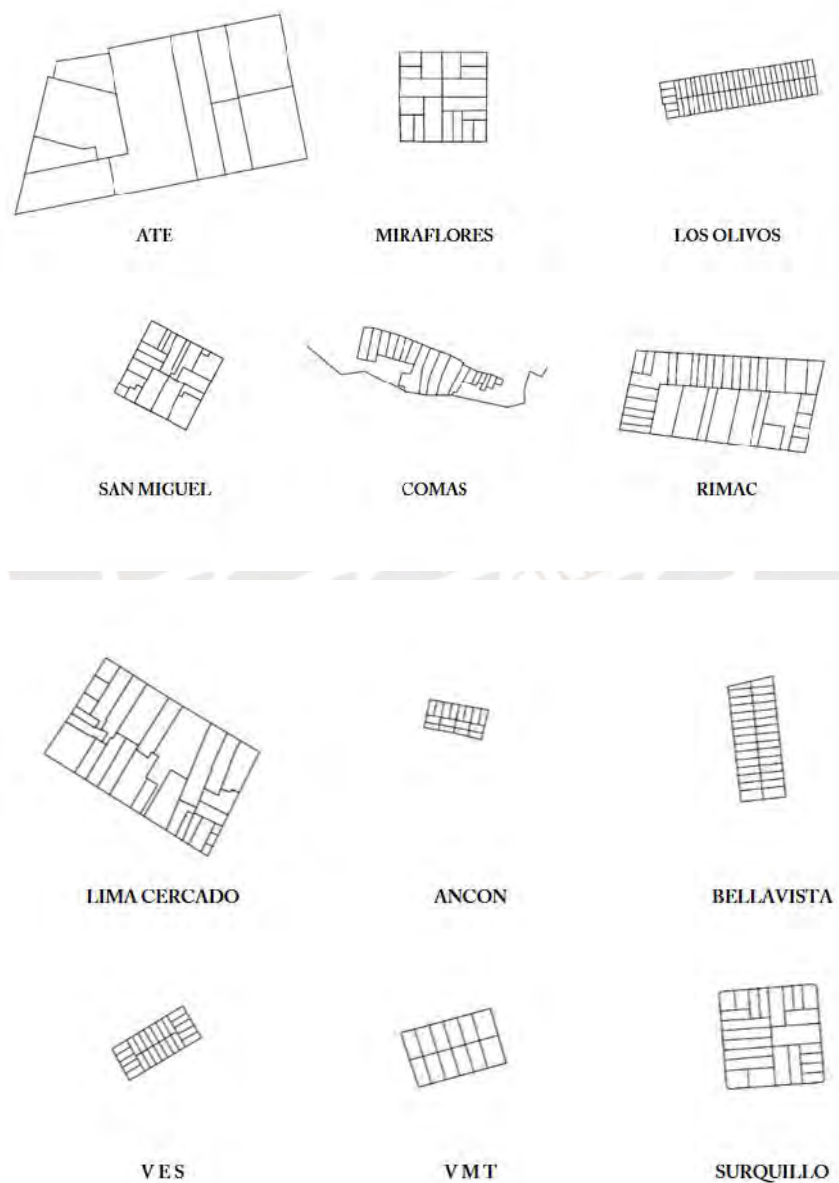 ATE
MIRAFLORES
LOS OLIVOS
SAN MIGUEL
COMAS
RIMAC
LIMA CERCADO
ANCON
BELLAVISTA
V E S
V M T
SURQUILLO